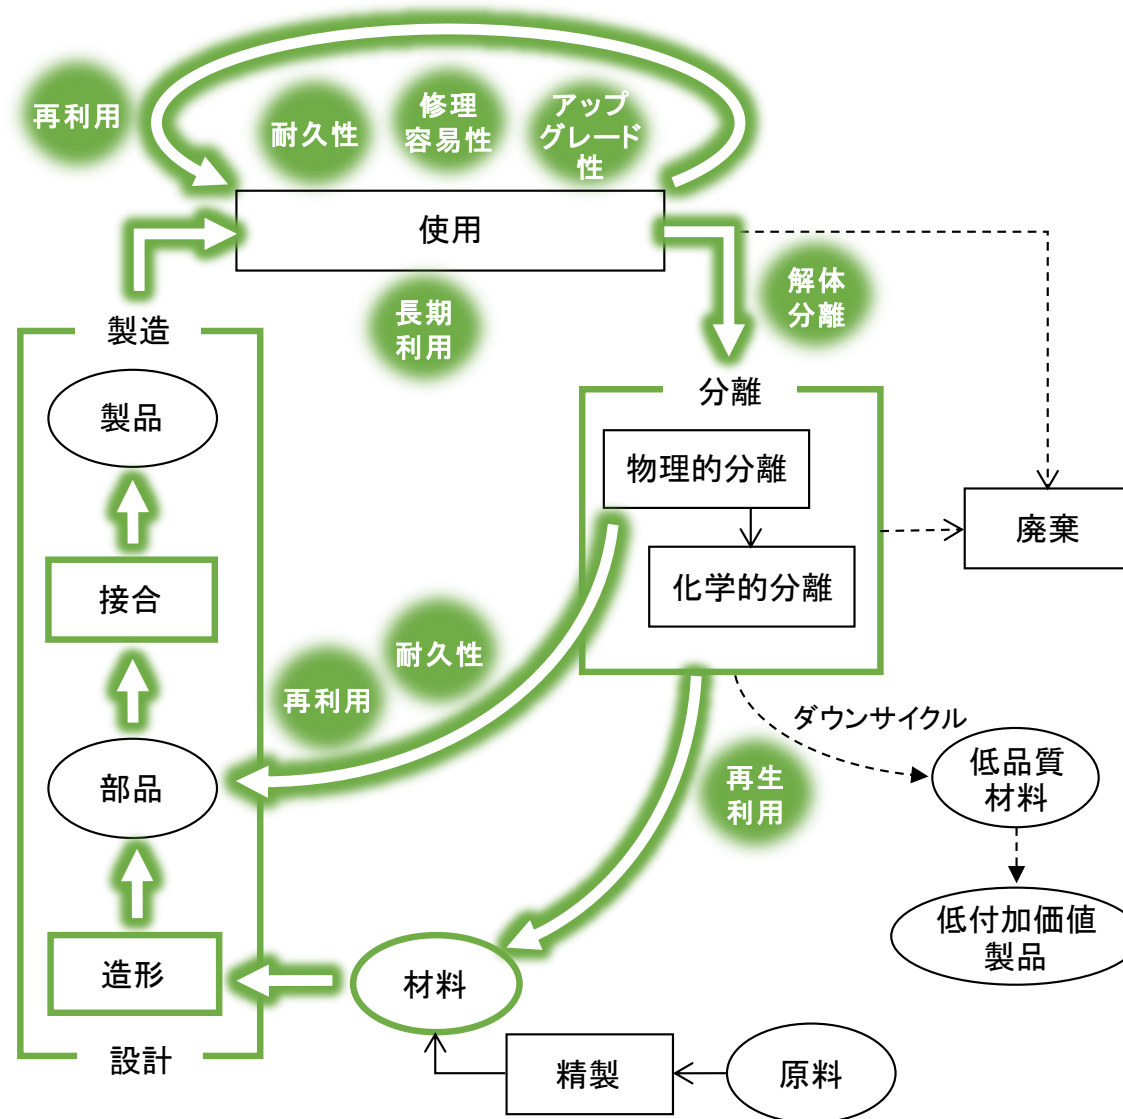 再利用
耐久性
修理
容易性
アップ
グレード
性
使用
長期
利用
解体
分離
製造
製品
接合
部品
造形
設計
分離
物理的分離
化学的分離
廃棄
耐久性
再利用
ダウンサイクル
再生
利用
低品質
材料
低付加価値
製品
材料
精製
原料